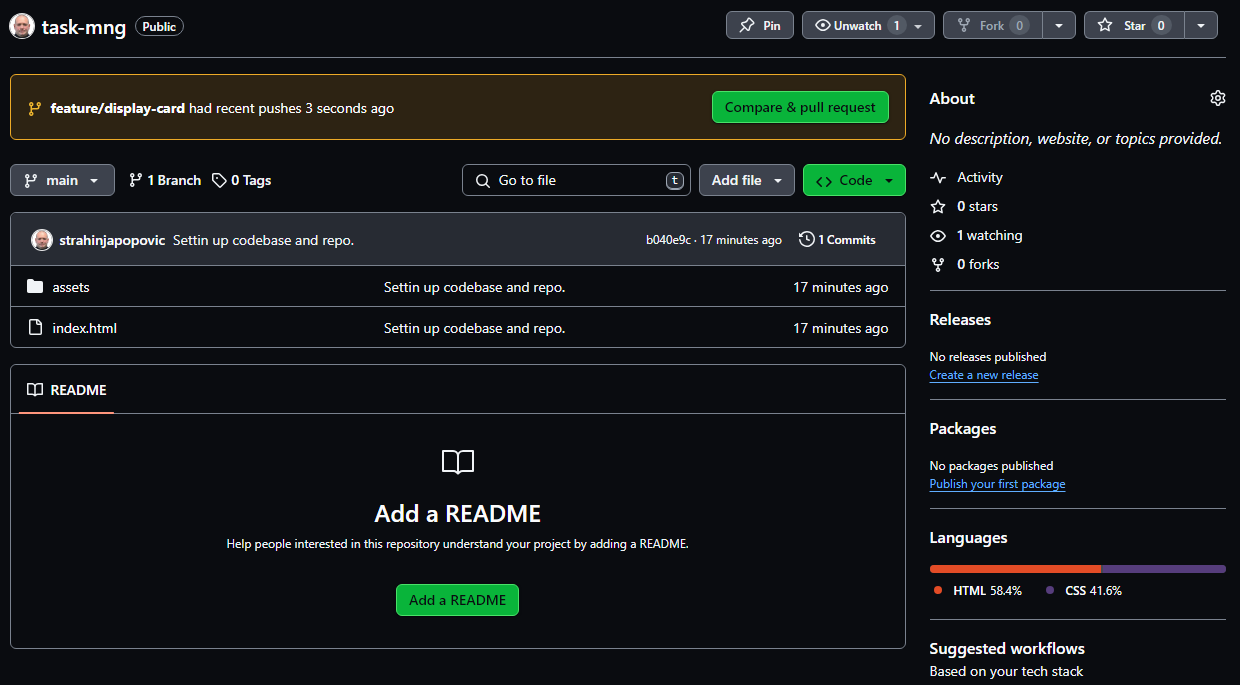 task-mng Public Pin Unwatch 1 Fork 0 Star 0
feature/display-card had recent pushes 3 seconds ago Compare & pull request
main 1 Branch 0 Tags Go to file t Add file <> Code
strahinjapopovic Settin up codebase and repo. b040e9c · 17 minutes ago 1 Commits
assets Settin up codebase and repo. 17 minutes ago
index.html Settin up codebase and repo. 17 minutes ago
README
Add a README
Help people interested in this repository understand your project by adding a README.
Add a README
About
No description, website, or topics provided.
Activity
0 stars
1 watching
0 forks
Releases
No releases published
Create a new release
Packages
No packages published
Publish your first package
Languages
HTML 58.4% CSS 41.6%
Suggested workflows
Based on your tech stack